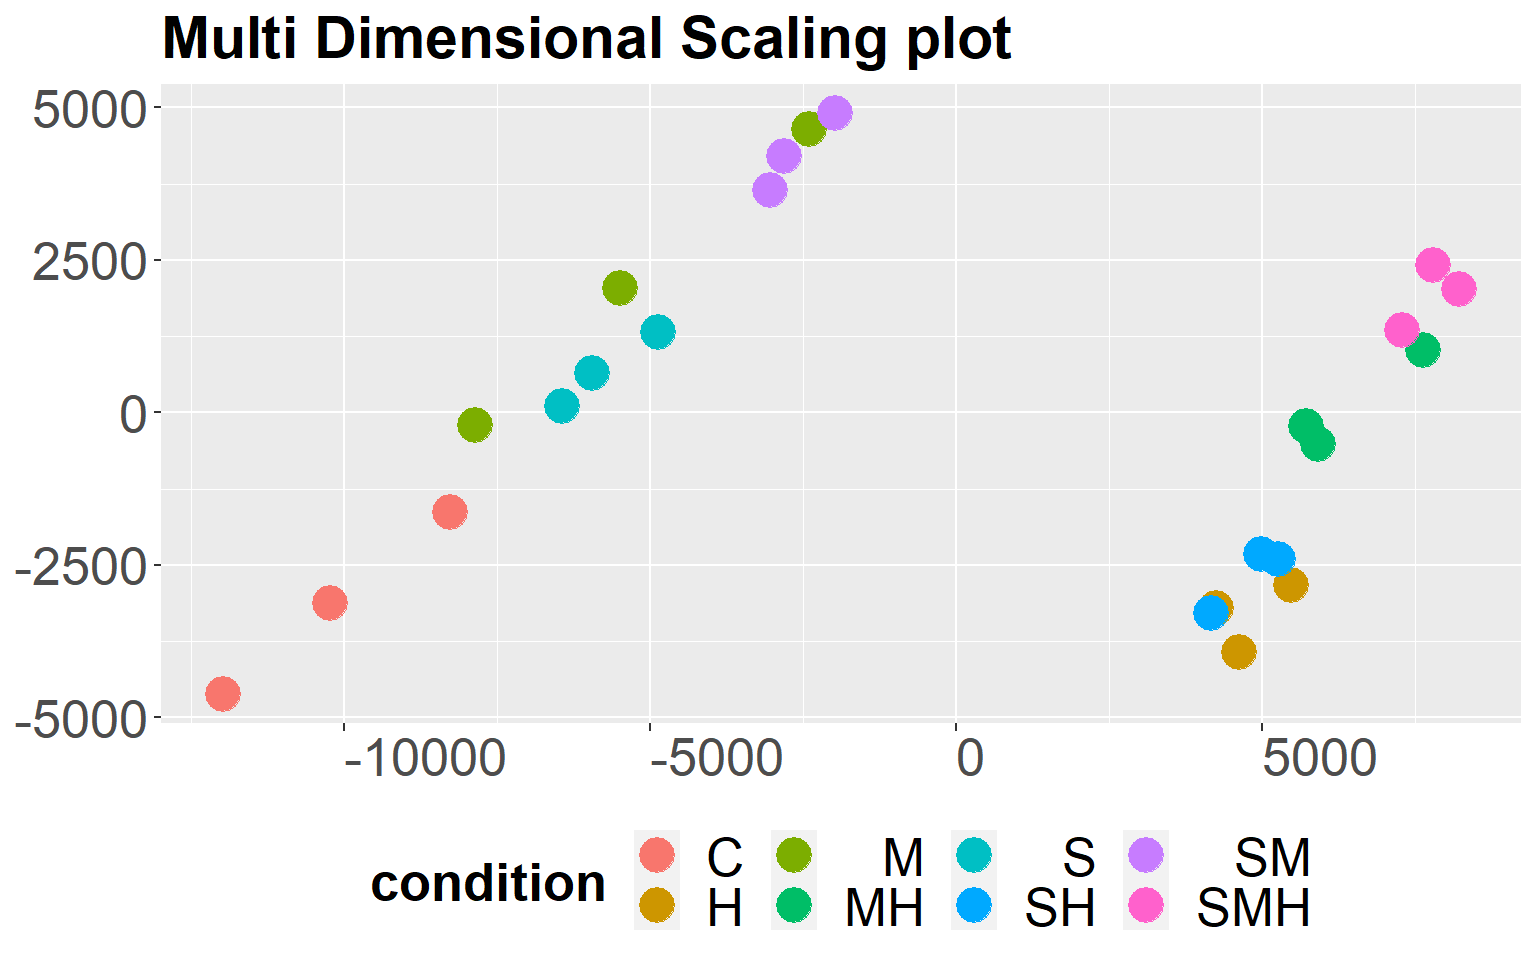 Multi Dimensional Scaling plot
5000
2500
0
-2500
-5000
-10000 -5000 0 5000
condition
C M S SM
H MH SH SMH